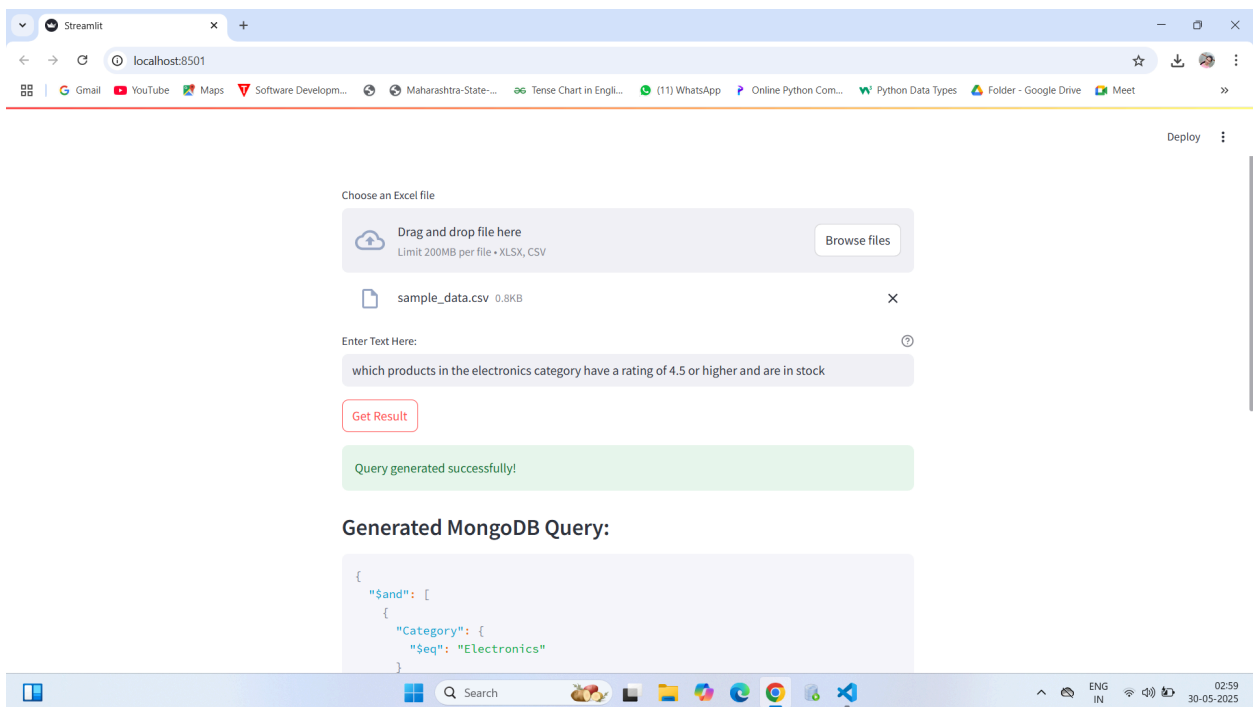 Streamlit
localhost:8501
Gmail YouTube Maps Software Developm... Maharashtra-State-... Tense Chart in Engli... (11) WhatsApp Online Python Com... Python Data Types Folder - Google Drive Meet
Deploy
Choose an Excel file
Drag and drop file here
Limit 200MB per file • XLSX, CSV
Browse files
sample_data.csv 0.8KB
Enter Text Here:
which products in the electronics category have a rating of 4.5 or higher and are in stock
Get Result
Query generated successfully!
Generated MongoDB Query:
{
"$and": [
{
"Category": {
"$eq": "Electronics"
}
Search
ENG
IN
02:59
30-05-2025